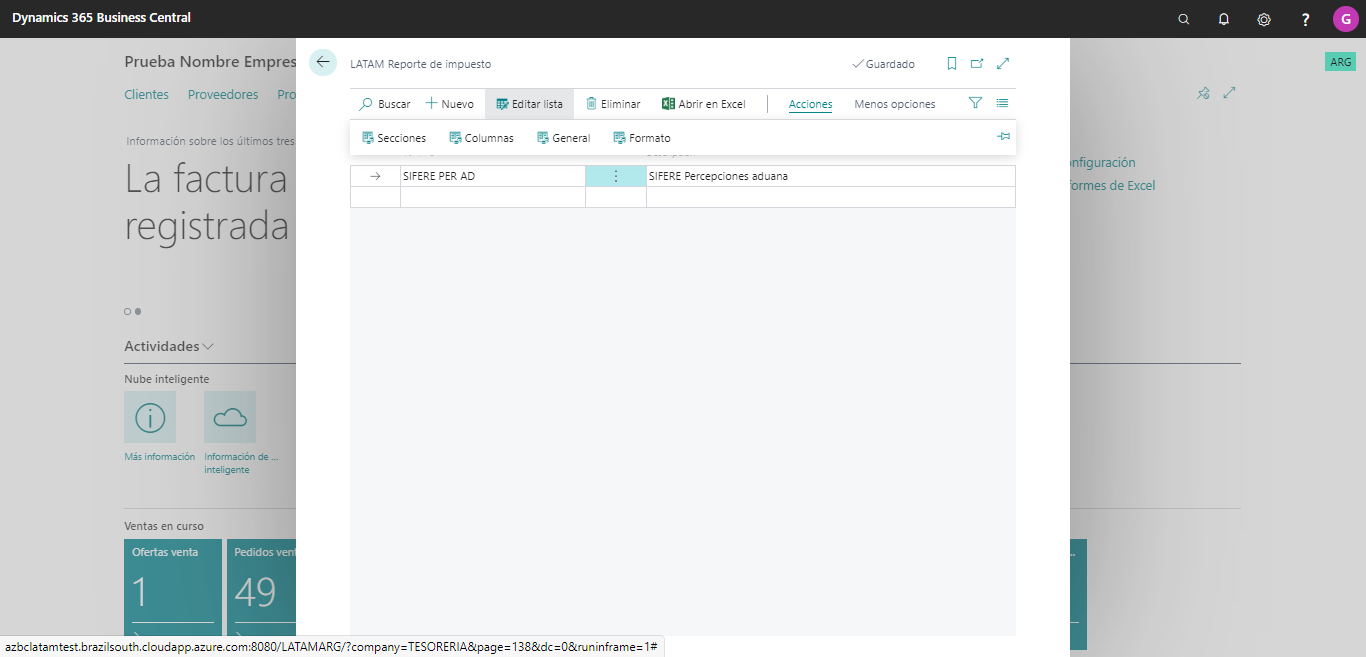 Dynamics 365 Business Central
? G
Prueba Nombre Empres
ARG
LATAM Reporte de impuesto
Guardado
Clientes Proveedores Pro
Buscar Nuevo Editar lista Eliminar Abrir en Excel Acciones Menos opciones
Secciones Columnas General Formato
Información sobre los últimos tres
La factura
registrada
SIFERE PER AD SIFERE Percepciones aduana
onfiguración
formes de Excel
Actividades
Nube inteligente
Más información
Información de ...
inteligente
Ventas en curso
Ofertas venta
1
Pedidos vent
49
azbclatamtest.brazilsouth.cloudapp.azure.com:8080/LATAMARG/?company=TESORERIA&page=138&dc=0&runinframe=1#